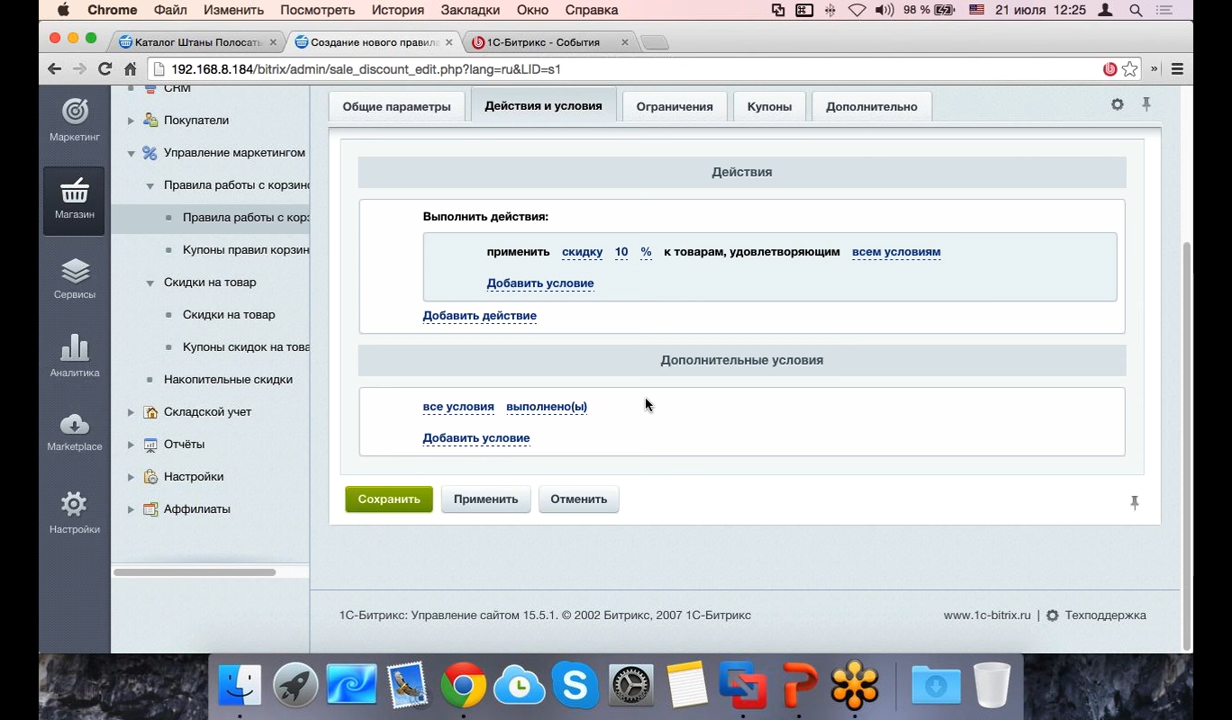 Chrome Файл Изменить Посмотреть История Закладки Окно Справка 98 % 21 июля 12:25
Каталог Штаны Полосаты Создание нового правила 1С-Битрикс - События
192.168.8.184/bitrix/admin/sale_discount_edit.php?lang=ru&LID=s1 »
Маркетинг
Магазин
Сервисы
Аналитика
Marketplace
Настройки
CRM
Покупатели
Управление маркетингом
Правила работы с корзино
Правила работы с корз
Купоны правил корзин
Скидки на товар
Скидки на товар
Купоны скидок на това
Накопительные скидки
Складской учет
Отчёты
Настройки
Аффилиаты
Общие параметры Действия и условия Ограничения Купоны Дополнительно
Действия
Выполнить действия:
применить скидку 10 % к товарам, удовлетворяющим всем условиям
Добавить условие
Добавить действие
Дополнительные условия
все условия выполнено(ы)
Добавить условие
Сохранить Применить Отменить
1С-Битрикс: Управление сайтом 15.5.1. © 2002 Битрикс, 2007 1С-Битрикс www.1c-bitrix.ru | Техподдержка